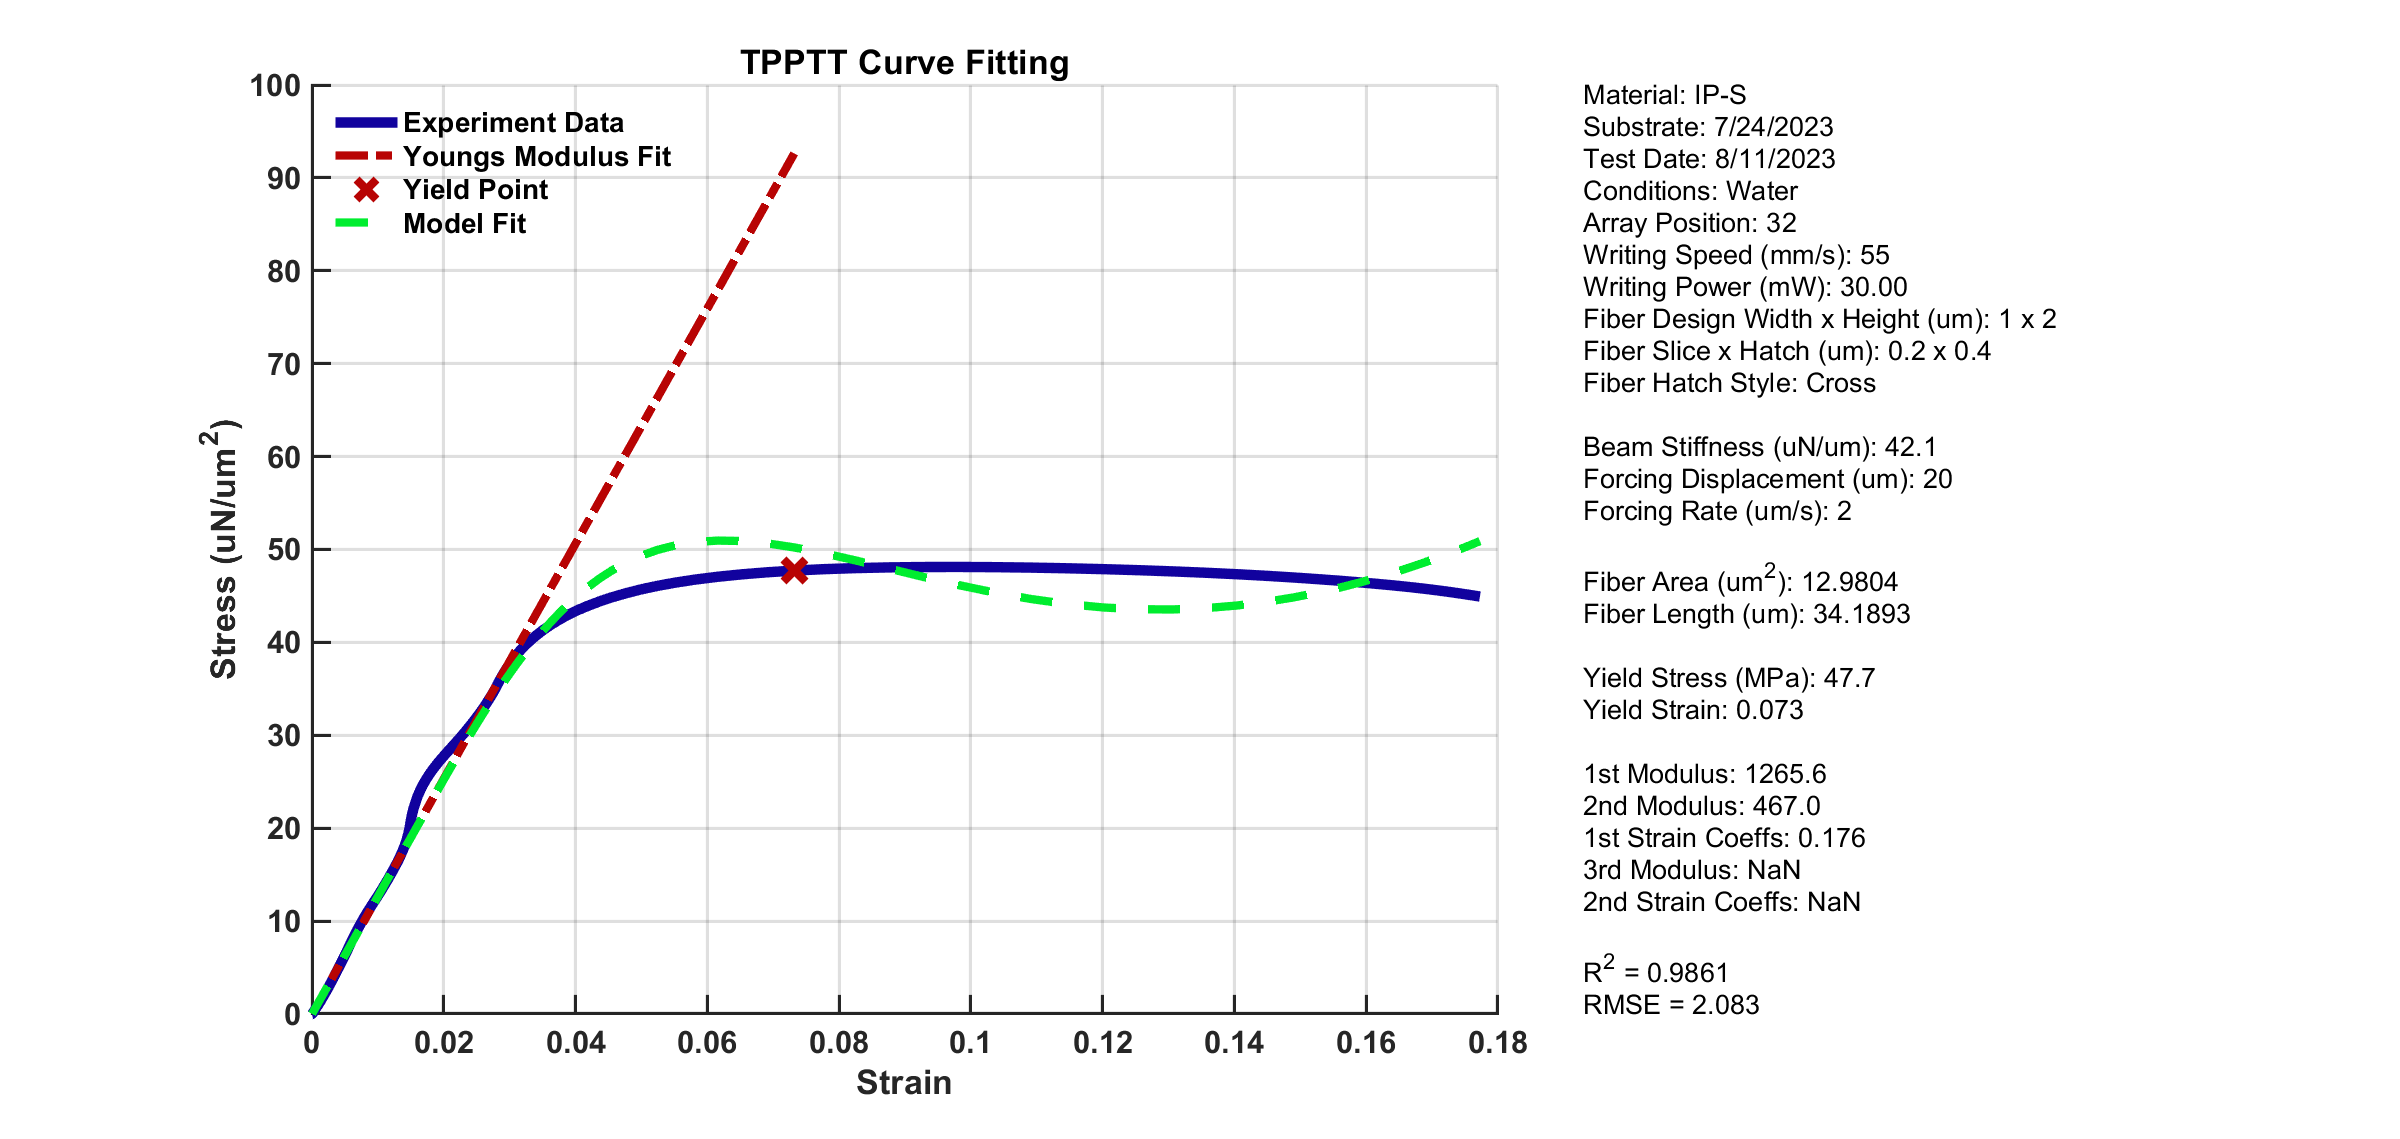 TPPTT Curve Fitting
100
90
80
70
60
50
40
30
20
10
0
Stress (uN/um²)
Experiment Data
Youngs Modulus Fit
Yield Point
Model Fit
0 0.02 0.04 0.06 0.08 0.1 0.12 0.14 0.16 0.18
Strain
Material: IP-S
Substrate: 7/24/2023
Test Date: 8/11/2023
Conditions: Water
Array Position: 32
Writing Speed (mm/s): 55
Writing Power (mW): 30.00
Fiber Design Width x Height (um): 1 x 2
Fiber Slice x Hatch (um): 0.2 x 0.4
Fiber Hatch Style: Cross
Beam Stiffness (uN/um): 42.1
Forcing Displacement (um): 20
Forcing Rate (um/s): 2
Fiber Area (um²): 12.9804
Fiber Length (um): 34.1893
Yield Stress (MPa): 47.7
Yield Strain: 0.073
1st Modulus: 1265.6
2nd Modulus: 467.0
1st Strain Coeffs: 0.176
3rd Modulus: NaN
2nd Strain Coeffs: NaN
R² = 0.9861
RMSE = 2.083